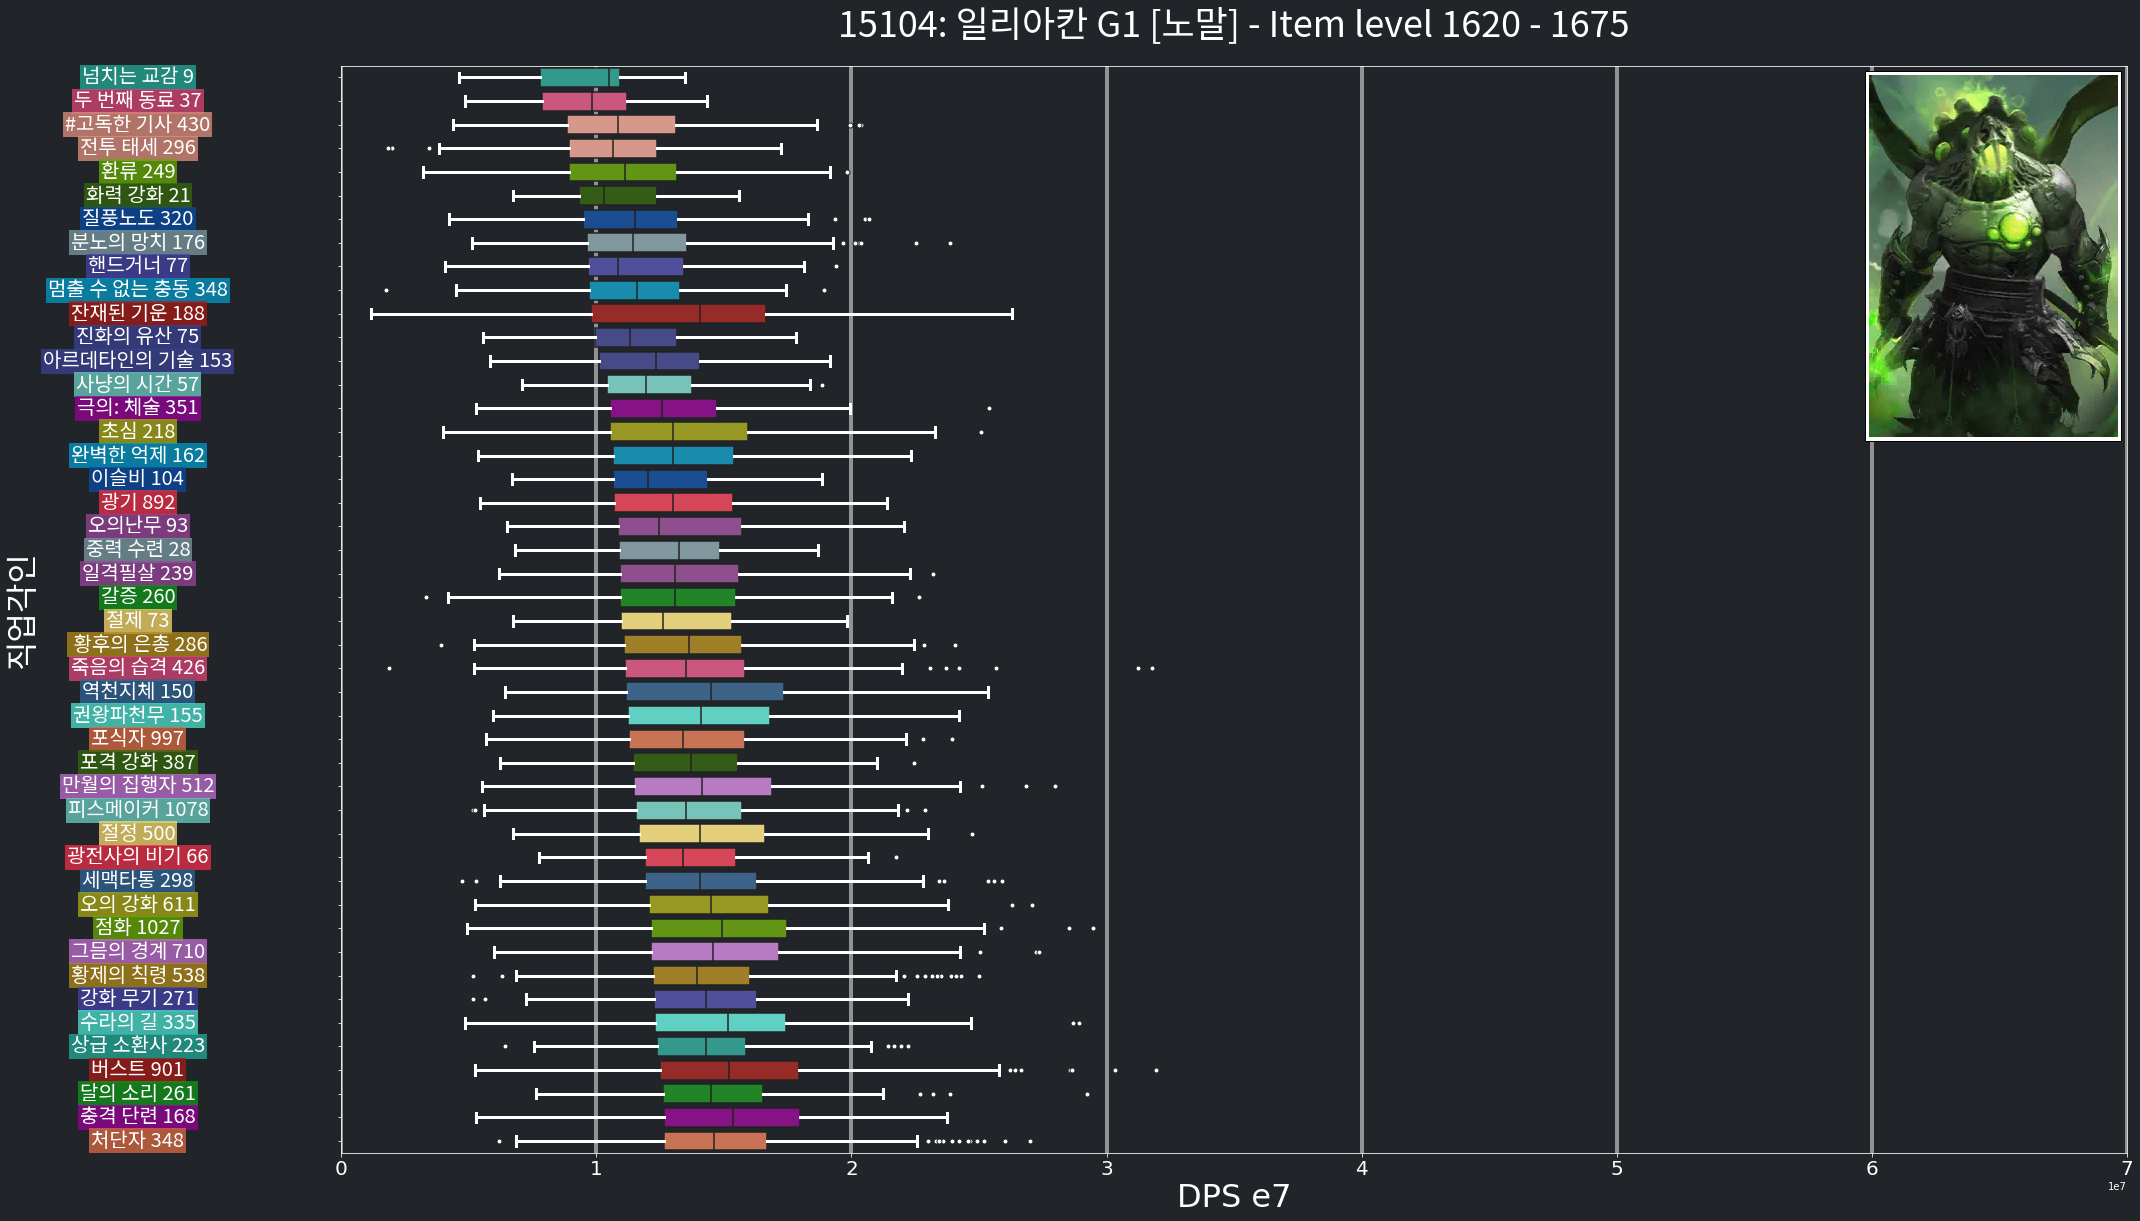 15104: 일리아칸 G1 [노말] - Item level 1620 - 1675
직업각인
넘치는 교감 9
두 번째 동료 37
#고독한 기사 430
전투 태세 296
환류 249
화력 강화 21
질풍노도 320
분노의 망치 176
핸드거너 77
멈출 수 없는 충동 348
잔재된 기운 188
진화의 유산 75
아르데타인의 기술 153
사냥의 시간 57
극의: 체술 351
초심 218
완벽한 억제 162
이슬비 104
광기 892
오의난무 93
중력 수련 28
일격필살 239
갈증 260
절제 73
황후의 은총 286
죽음의 습격 426
역천지체 150
권왕파천무 155
포식자 997
포격 강화 387
만월의 집행자 512
피스메이커 1078
절정 500
광전사의 비기 66
세맥타통 298
오의 강화 611
점화 1027
그믐의 경계 710
황제의 칙령 538
강화 무기 271
수라의 길 335
상급 소환사 223
버스트 901
달의 소리 261
충격 단련 168
처단자 348
0 1 2 3 4 5 6 7
DPS e7
1e7